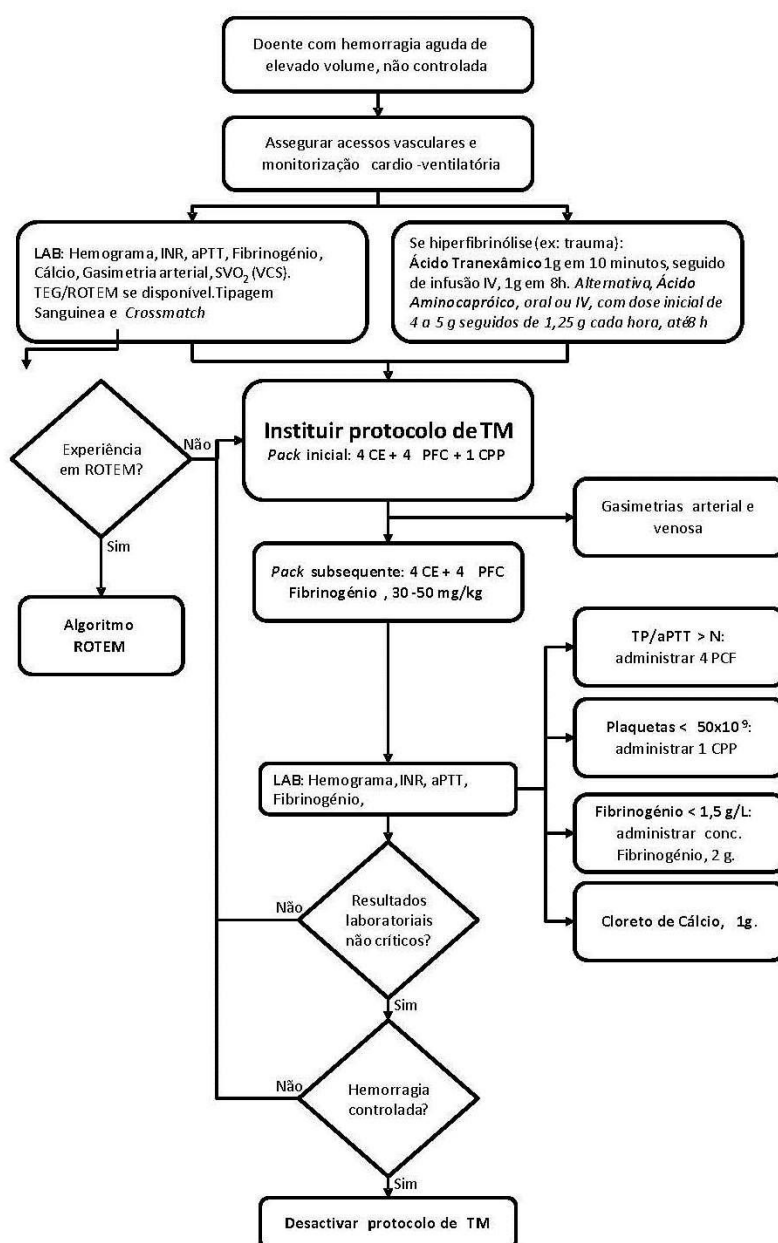 Doente com hemorragia aguda de
elevado volume, não controlada
Assegurar acessos vasculares e
monitorização cardio -ventilatória
LAB: Hemograma, INR, aPTT, Fibrinogénio,
Cálcio, Gasimetria arterial, SVO₂ (VCS).
TEG/ROTEM se disponível.Tipagem
Sanguinea e Crossmatch
Se hiperfibrinólise(ex: trauma):
Ácido Tranexâmico 1g em 10 minutos, seguido
de infusão IV, 1g em 8h. Alternativa, Ácido
Aminocapróico, oral ou IV, com dose inicial de
4 a 5 g seguidos de 1,25 g cada hora, até8 h
Experiência
em ROTEM?
Não
Sim
Algoritmo
ROTEM
Instituir protocolo de TM
Pack inicial: 4 CE + 4 PFC + 1 CPP
Gasimetrias arterial e
venosa
Pack subsequente: 4 CE + 4 PFC
Fibrinogénio , 30 -50 mg/kg
TP/aPTT > N:
administrar 4 PCF
Plaquetas < 50x10⁹:
administrar 1 CPP
LAB: Hemograma, INR, aPTT,
Fibrinogénio,
Fibrinogénio < 1,5 g/L:
administrar conc.
Fibrinogénio, 2 g.
Cloreto de Cálcio, 1g.
Resultados
laboratoriais
não críticos?
Não
Sim
Hemorragia
controlada?
Não
Sim
Desactivar protocolo de TM